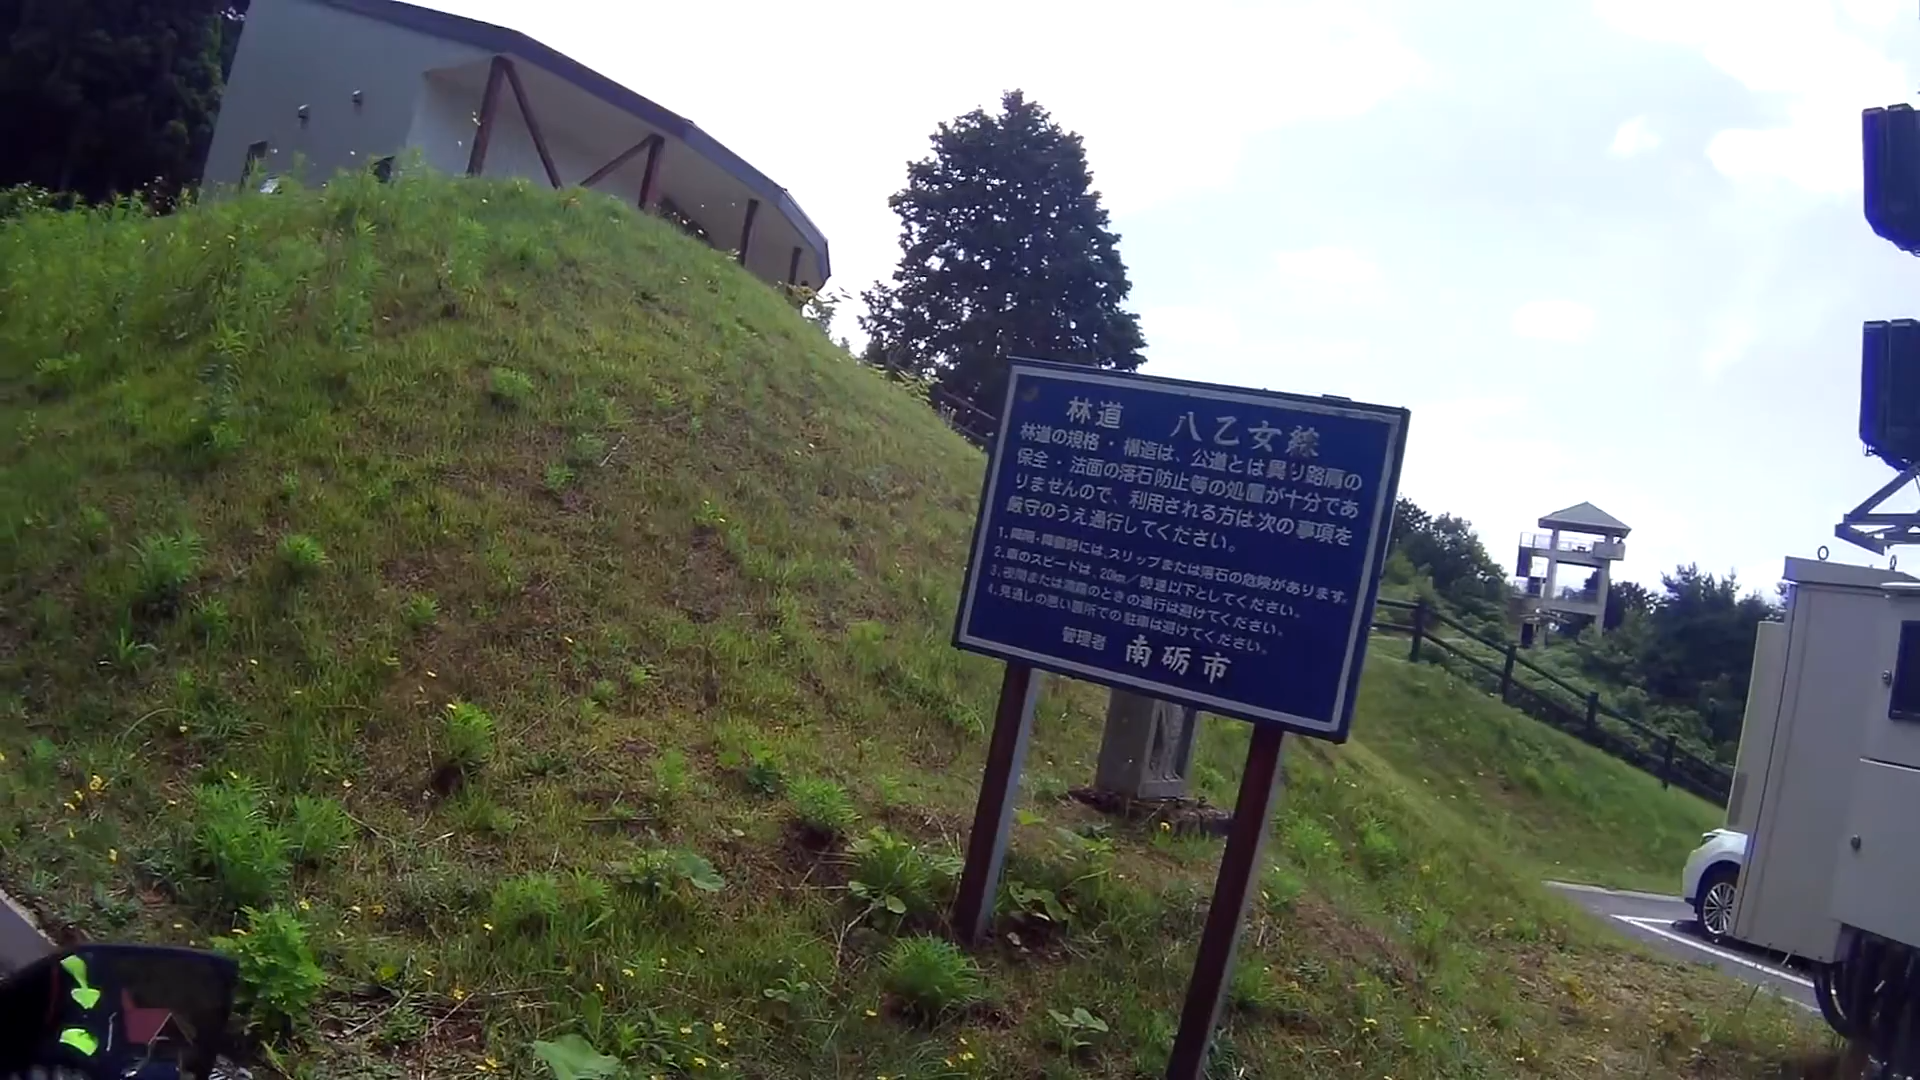 林道 八乙女線
林道の規格・構造は、公道とは異り路肩の
保全・法面の落石防止等の処置が十分であ
りませんので、利用される方は次の事項を
厳守のうえ通行してください。
1.降雨・降雪時には、スリップまたは落石の危険があります。
2.車のスピードは、20km/時速以下としてください。
3.夜間または濃霧のときの通行は避けてください。
4.見通しの悪い箇所での駐車は避けてください。
管理者 南砺市